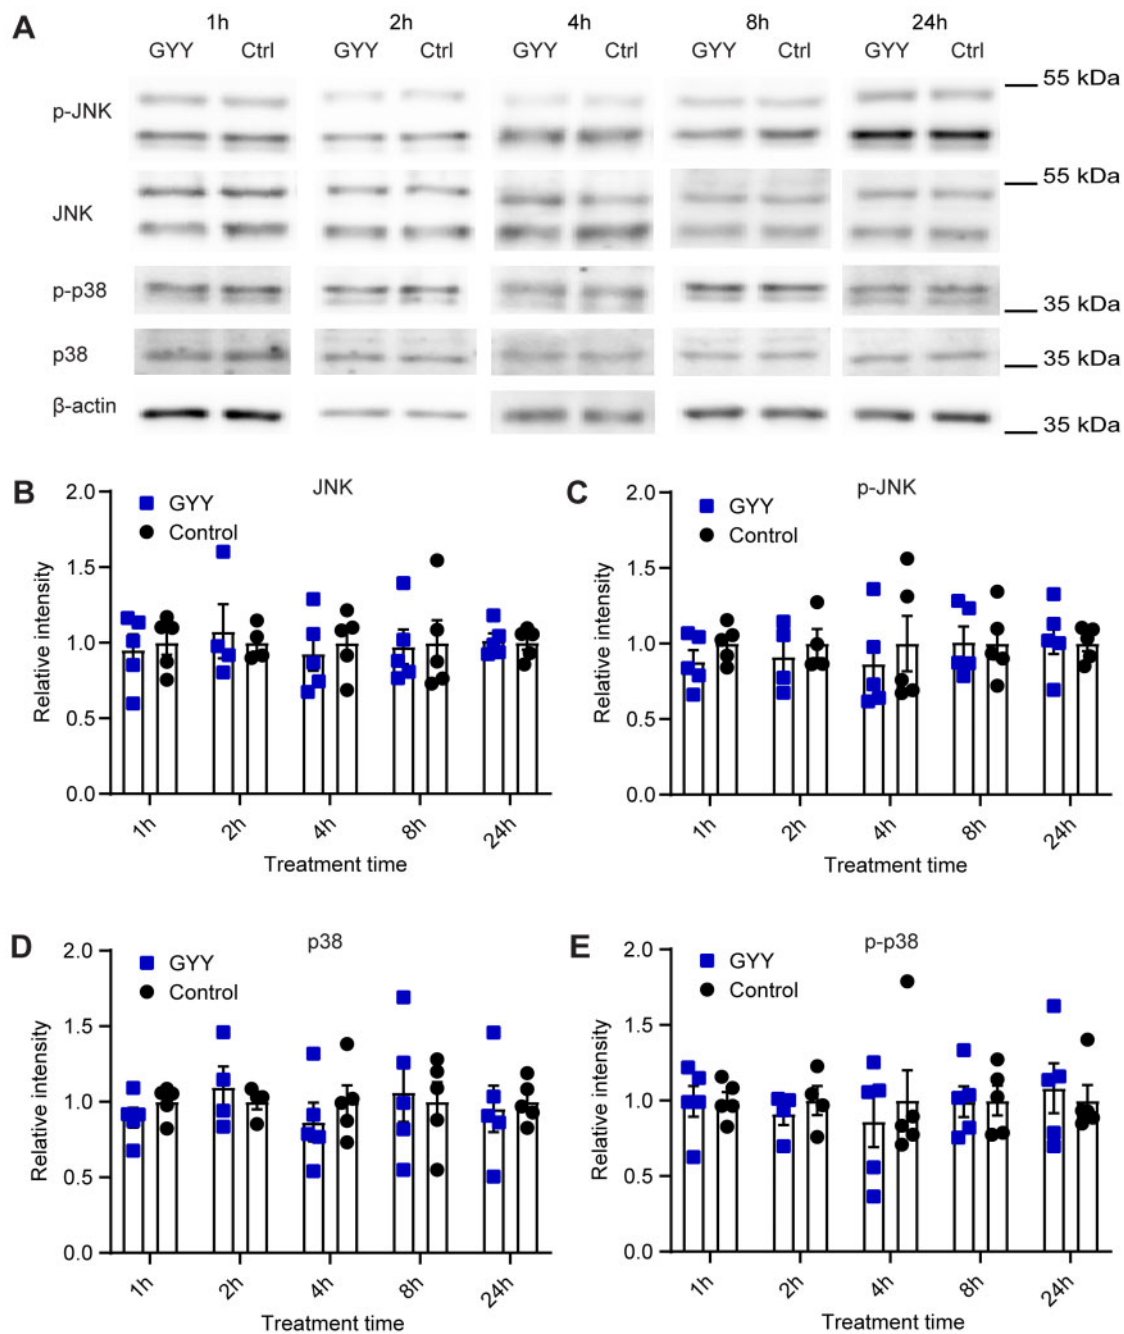 A
1h 2h 4h 8h 24h
GYY Ctrl GYY Ctrl GYY Ctrl GYY Ctrl GYY Ctrl
p-JNK
55 kDa
JNK
55 kDa
p-p38
35 kDa
p38
35 kDa
β-actin
35 kDa
B
JNK
GYY
Control
Relative intensity
2.0
1.5
1.0
0.5
0.0
1h 2h 4h 8h 24h
Treatment time
C
p-JNK
GYY
Control
Relative intensity
2.0
1.5
1.0
0.5
0.0
1h 2h 4h 8h 24h
Treatment time
D
p38
GYY
Control
Relative intensity
2.0
1.5
1.0
0.5
0.0
1h 2h 4h 8h 24h
Treatment time
E
p-p38
GYY
Control
Relative intensity
2.0
1.5
1.0
0.5
0.0
1h 2h 4h 8h 24h
Treatment time